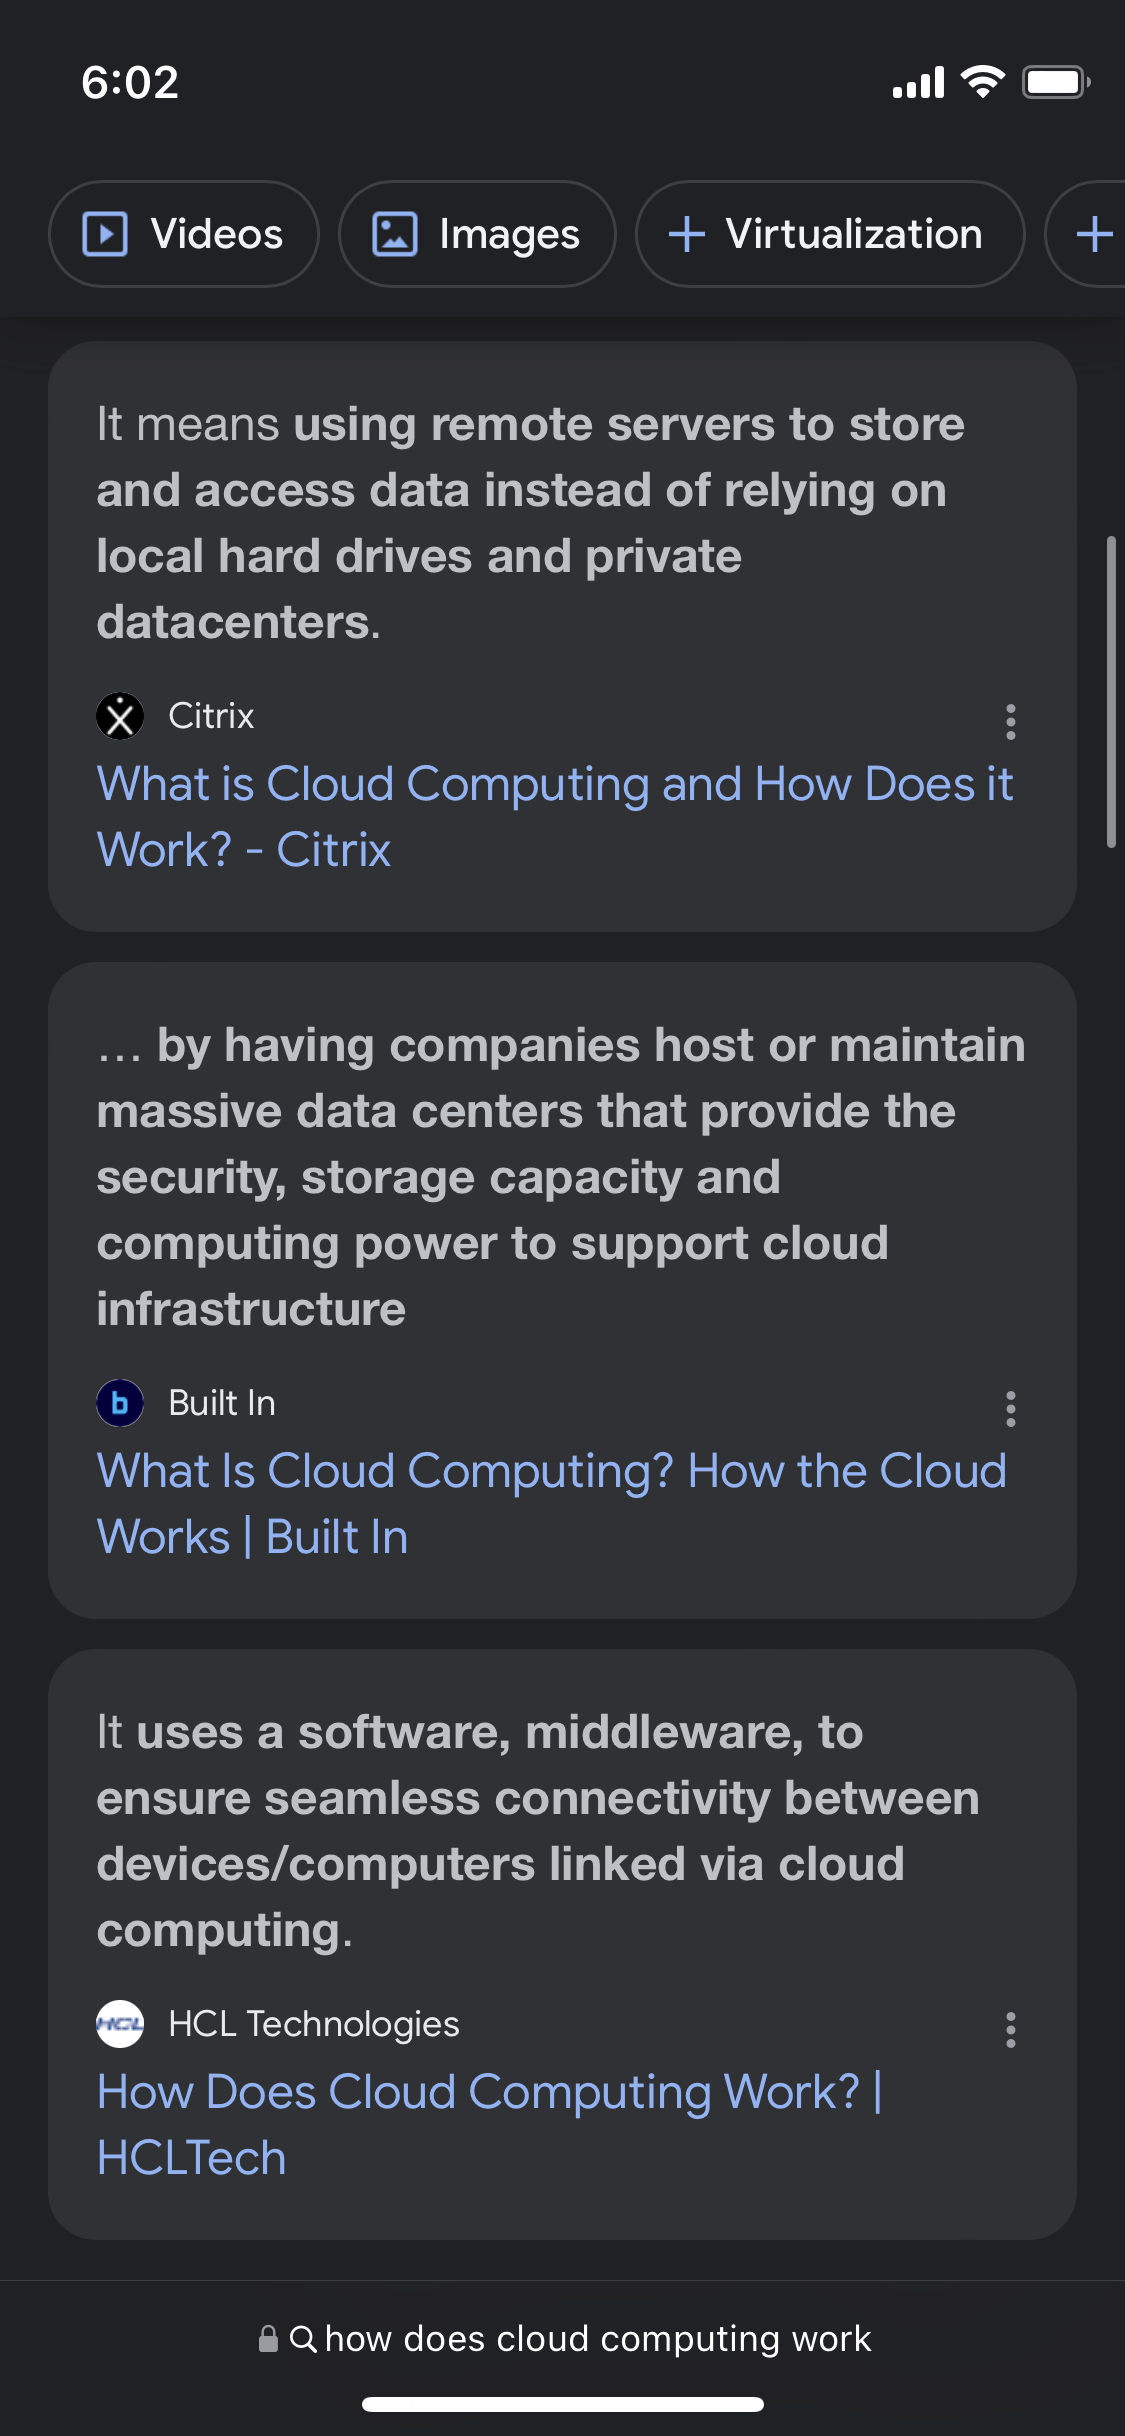 6:02
Videos
Images
Virtualization
It means using remote servers to store
and access data instead of relying on
local hard drives and private
datacenters.
Citrix
What is Cloud Computing and How Does it
Work? - Citrix
... by having companies host or maintain
massive data centers that provide the
security, storage capacity and
computing power to support cloud
infrastructure
b
Built In
What Is Cloud Computing? How the Cloud
Works | Built In
It uses a software, middleware, to
ensure seamless connectivity between
devices/computers linked via cloud
computing.
HCL
HCL Technologies
How Does Cloud Computing Work? |
HCLTech
how does cloud computing work